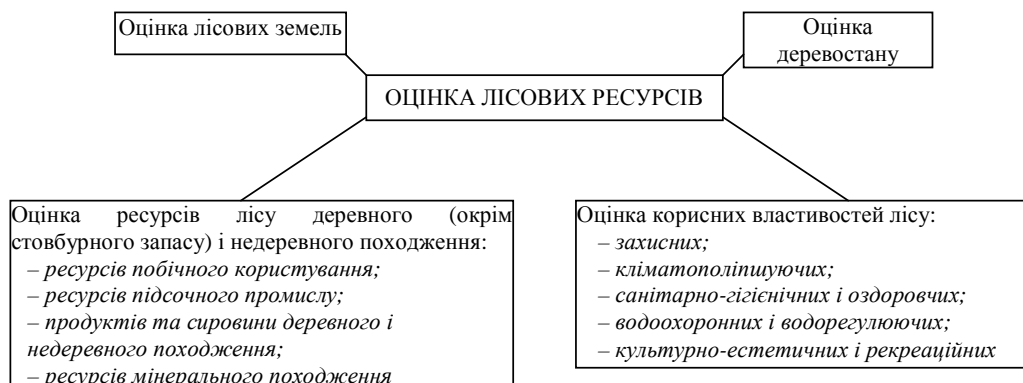 Оцінка лісових земель
Оцінка
деревостану
ОЦІНКА ЛІСОВИХ РЕСУРСІВ
Оцінка ресурсів лісу деревного (окрім
стовбурного запасу) і недеревного походження:
– ресурсів побічного користування;
– ресурсів підсочного промислу;
– продуктів та сировини деревного і
недеревного походження;
– ресурсів мінерального походження
Оцінка корисних властивостей лісу:
– захисних;
– кліматополіпшуючих;
– санітарно-гігієнічних і оздоровчих;
– водоохоронних і водорегулюючих;
– культурно-естетичних і рекреаційних